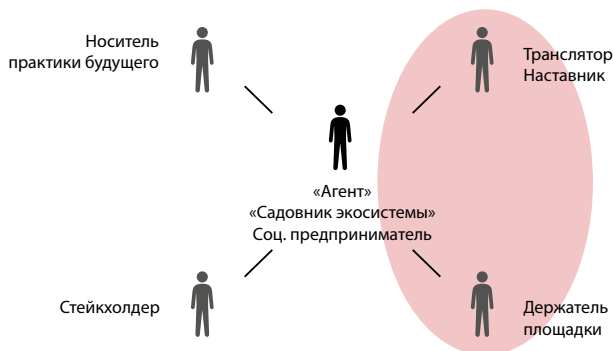 Носитель
практики будущего
Транслятор
Наставник
«Агент»
«Садовник экосистемы»
Соц. предприниматель
Стейкхолдер
Держатель
площадки